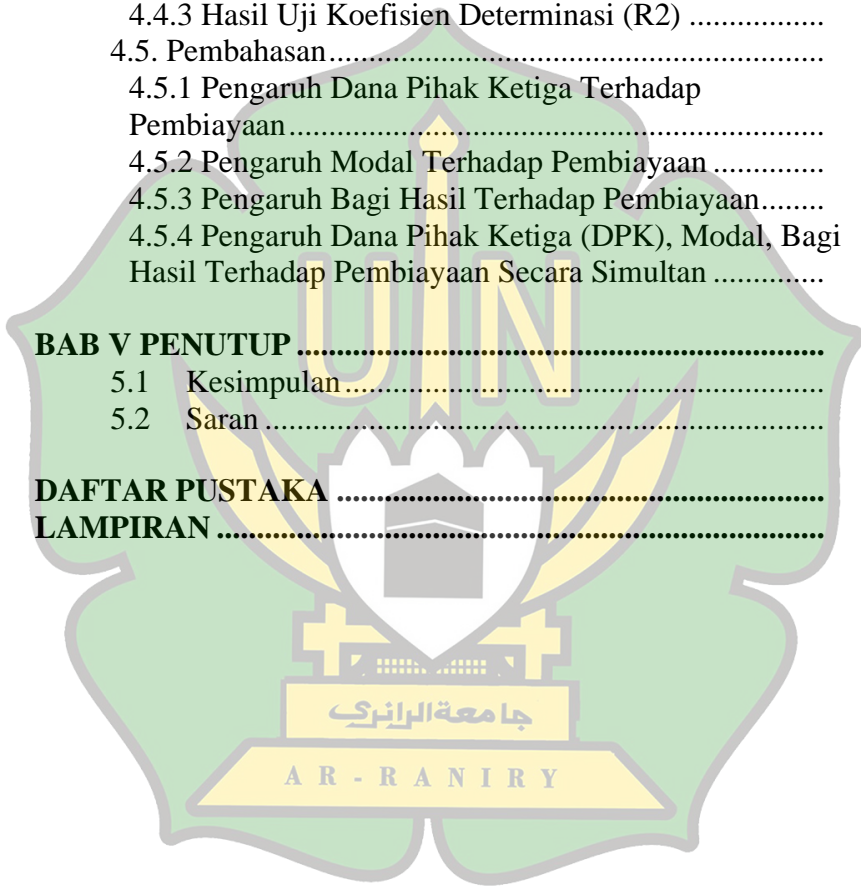 4.4.3 Hasil Uji Koefisien Determinasi (R2) .................
4.5. Pembahasan..............................................................
4.5.1 Pengaruh Dana Pihak Ketiga Terhadap
Pembiayaan...................................................................
4.5.2 Pengaruh Modal Terhadap Pembiayaan ..............
4.5.3 Pengaruh Bagi Hasil Terhadap Pembiayaan........
4.5.4 Pengaruh Dana Pihak Ketiga (DPK), Modal, Bagi
Hasil Terhadap Pembiayaan Secara Simultan ..............
BAB V PENUTUP ..................................................................
5.1 Kesimpulan............................................................
5.2 Saran ......................................................................
DAFTAR PUSTAKA .............................................................
LAMPIRAN ............................................................................
UIN
جامعة الرانري
AR-RANIRY